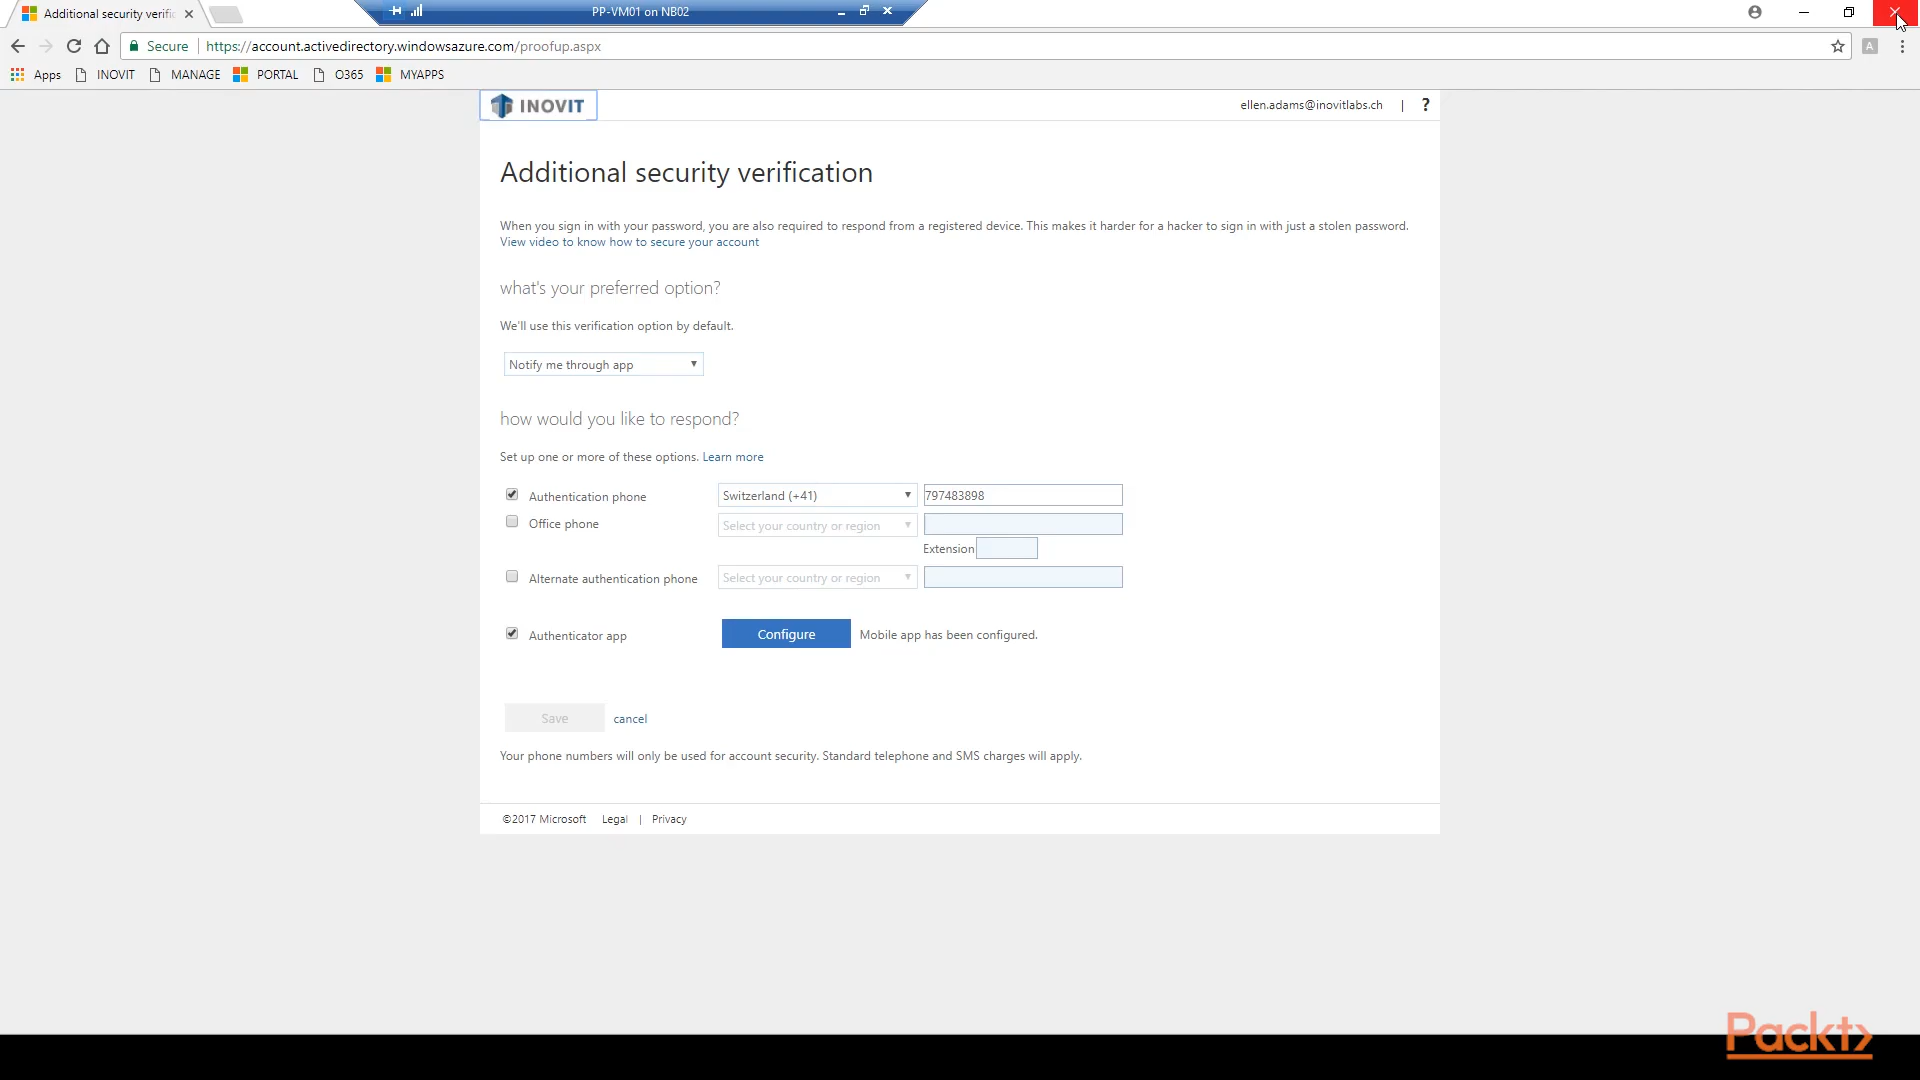 Additional security verific
PP-VM01 on NB02
Secure
https://account.activedirectory.windowsazure.com/proofup.aspx
A
Apps INOVIT MANAGE PORTAL O365 MYAPPS
INOVIT
ellen.adams@inovitlabs.ch | ?
Additional security verification
When you sign in with your password, you are also required to respond from a registered device. This makes it harder for a hacker to sign in with just a stolen password.
View video to know how to secure your account
what's your preferred option?
We'll use this verification option by default.
Notify me through app
how would you like to respond?
Set up one or more of these options. Learn more
Authentication phone Switzerland (+41) 797483898
Office phone Select your country or region
Extension
Alternate authentication phone Select your country or region
Authenticator app Configure Mobile app has been configured.
Save cancel
Your phone numbers will only be used for account security. Standard telephone and SMS charges will apply.
©2017 Microsoft Legal | Privacy
Packt>